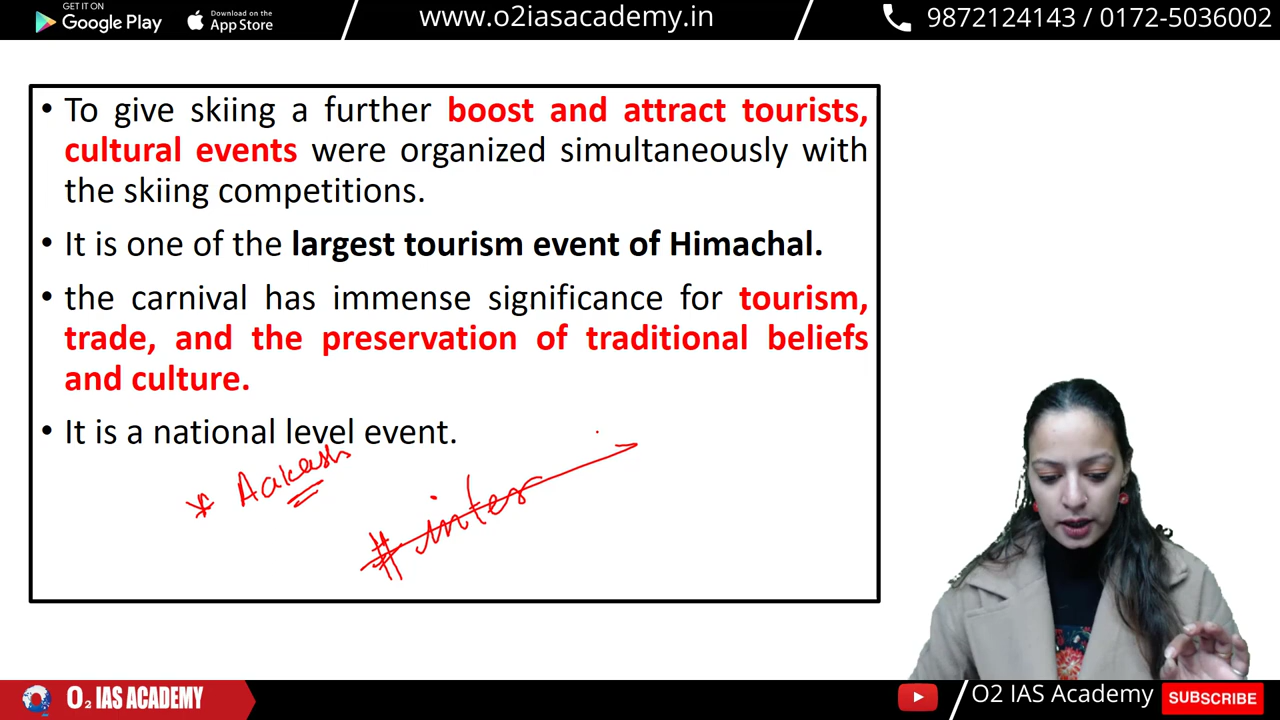 GET IT ON
Google Play
Download on the
App Store
www.o2iasacademy.in
9872124143 / 0172-5036002
• To give skiing a further boost and attract tourists,
cultural events were organized simultaneously with
the skiing competitions.
• It is one of the largest tourism event of Himachal.
• the carnival has immense significance for tourism,
trade, and the preservation of traditional beliefs
and culture.
• It is a national level event.
* Aakash
# inter
O2 IAS ACADEMY
O2 IAS Academy
SUBSCRIBE